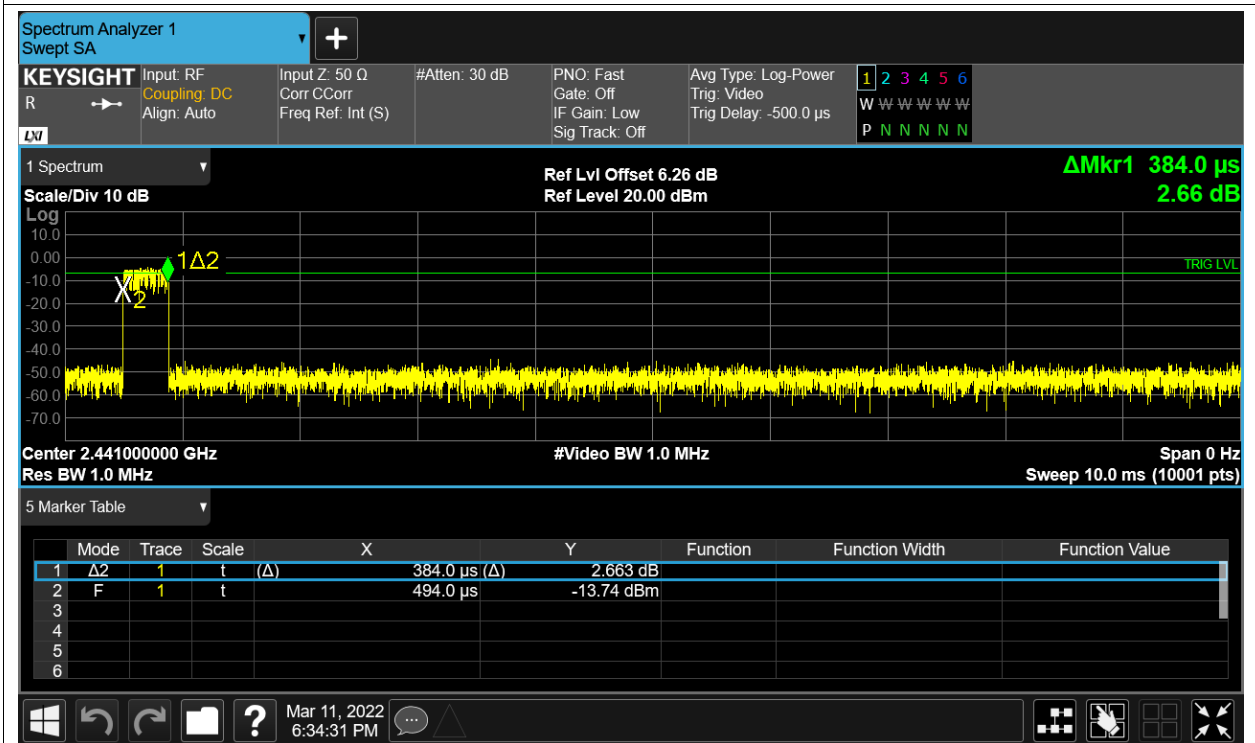 Spectrum Analyzer 1
Swept SA
+
KEYSIGHT
R
LXI
Input: RF
Coupling: DC
Align: Auto
Input Z: 50 Ω
Corr CCorr
Freq Ref: Int (S)
#Atten: 30 dB
PNO: Fast
Gate: Off
IF Gain: Low
Sig Track: Off
Avg Type: Log-Power
Trig: Video
Trig Delay: -500.0 µs
1 2 3 4 5 6
W W W W W W
P N N N N N
1 Spectrum
Scale/Div 10 dB
Ref Lvl Offset 6.26 dB
Ref Level 20.00 dBm
ΔMkr1 384.0 µs
2.66 dB
Log
10.0
0.00
-10.0
-20.0
-30.0
-40.0
-50.0
-60.0
-70.0
1Δ2
X2
TRIG LVL
Center 2.441000000 GHz #Video BW 1.0 MHz Span 0 Hz
Res BW 1.0 MHz Sweep 10.0 ms (10001 pts)
5 Marker Table
Mode Trace Scale X Y Function Function Width Function Value
1 Δ2 1 t (Δ) 384.0 µs (Δ) 2.663 dB
2 F 1 t 494.0 µs -13.74 dBm
3
4
5
6
?
Mar 11, 2022
6:34:31 PM